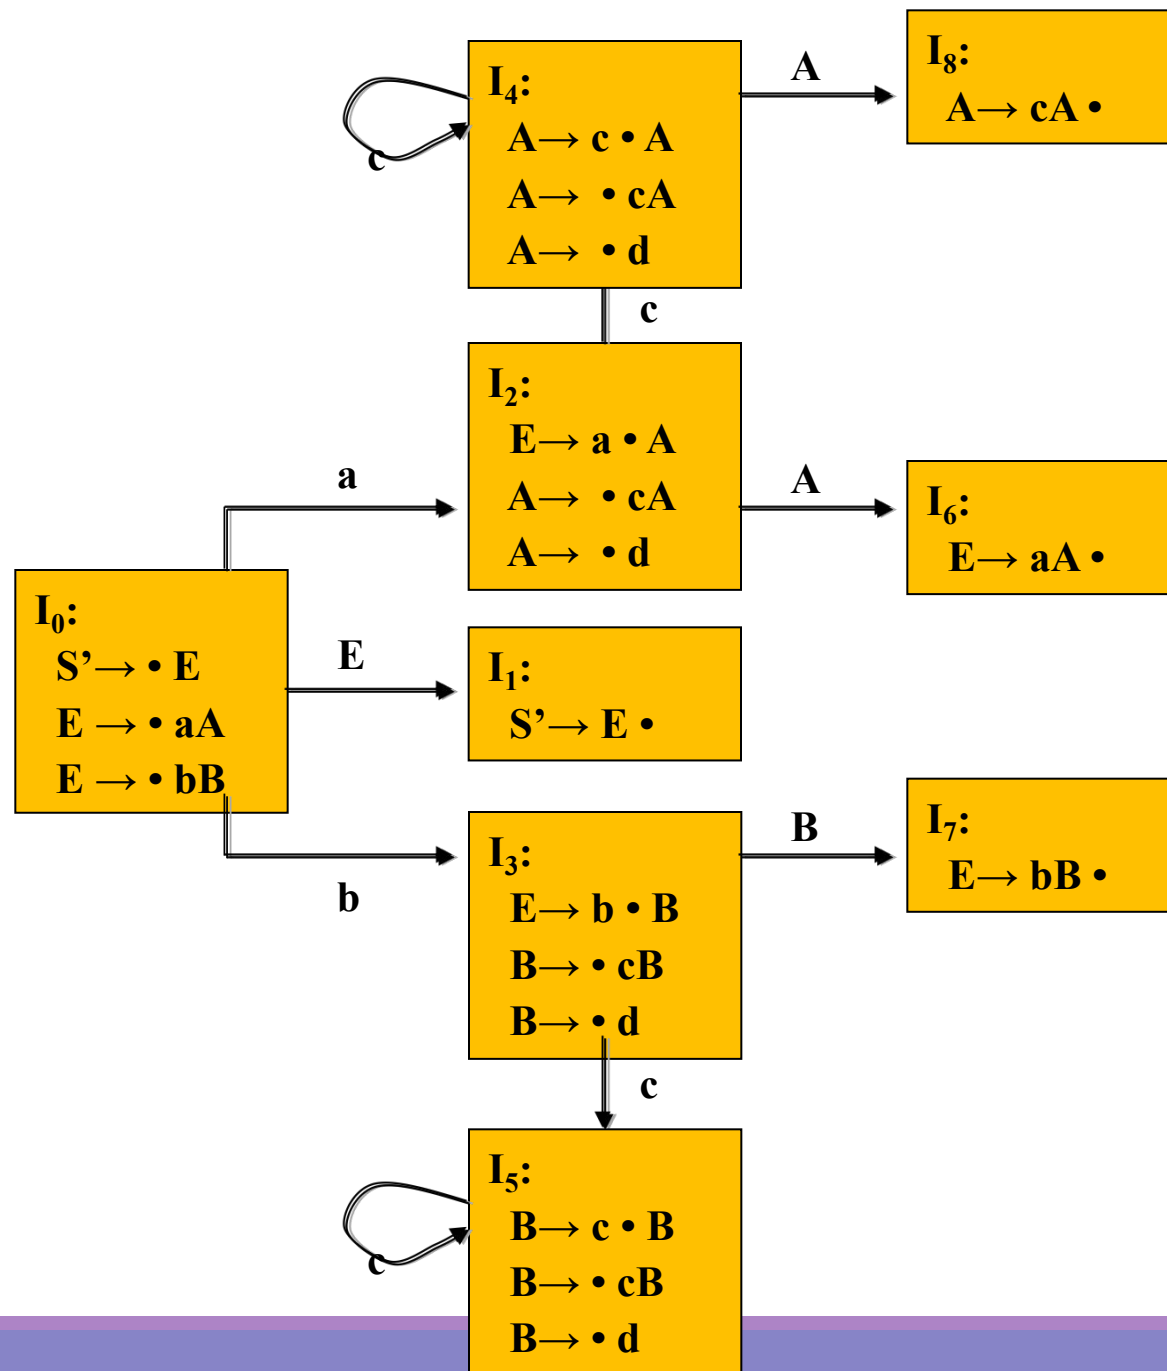 I₄:
A→ c • A
A→ • cA
A→ • d
c
A
I₈:
A→ cA •
c
I₂:
E→ a • A
A→ • cA
A→ • d
a
A
I₆:
E→ aA •
I₀:
S’→ • E
E → • aA
E → • bB
E
I₁:
S’→ E •
b
I₃:
E→ b • B
B→ • cB
B→ • d
B
I₇:
E→ bB •
c
I₅:
B→ c • B
B→ • cB
B→ • d
c